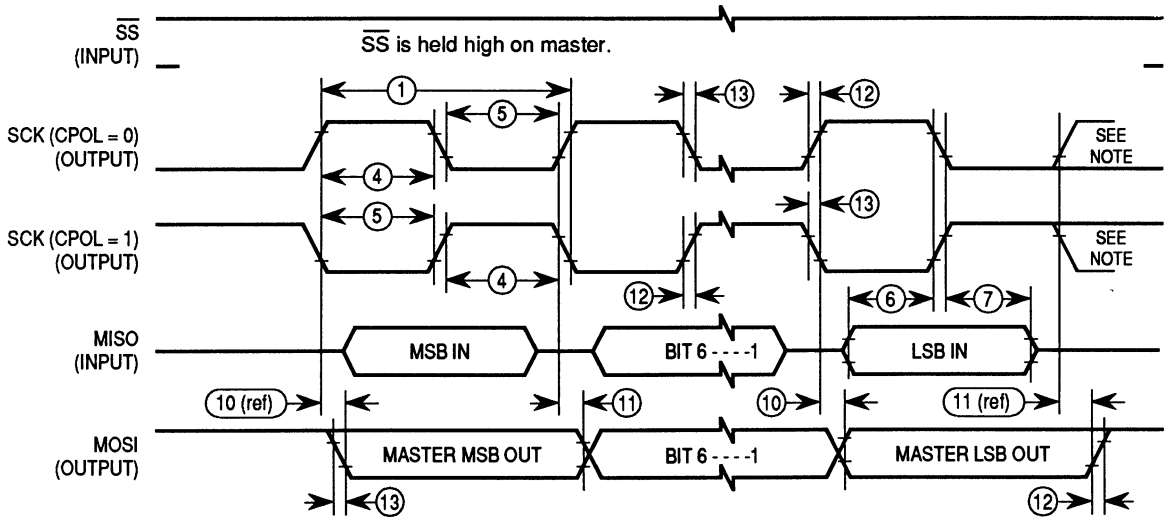 SS
(INPUT)
SS is held high on master.
1
13
12
5
SCK (CPOL = 0)
(OUTPUT)
SEE
NOTE
4
5
13
SCK (CPOL = 1)
(OUTPUT)
SEE
NOTE
4
12
6
7
MISO
(INPUT)
MSB IN
BIT 6 - - - - -1
LSB IN
10 (ref)
11
10
11 (ref)
MOSI
(OUTPUT)
MASTER MSB OUT
BIT 6 - - - - -1
MASTER LSB OUT
13
12